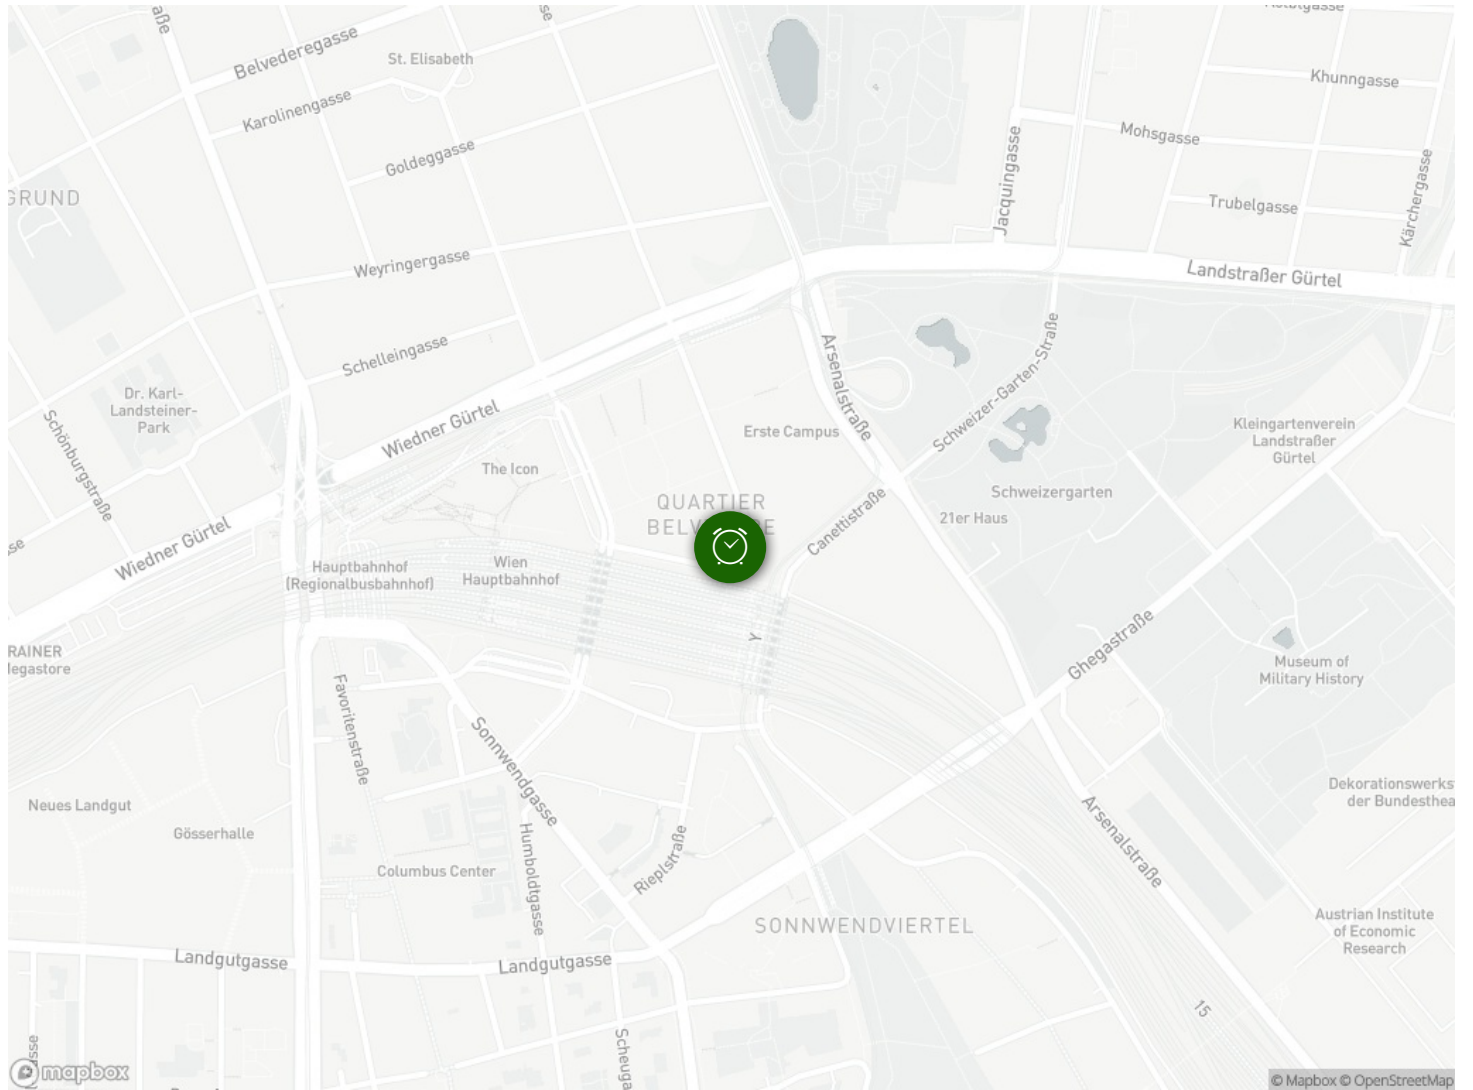 Kolbigasse
Belvederegasse
St. Elisabeth
Khunngasse
Karolinengasse
Mohsgasse
Goldeggasse
Jacquingasse
Kärchergasse
GRUND
Trubelgasse
Weyringergasse
Landstraßer Gürtel
Schelleingasse
Arsenalstraße
Schweizer-Garten-Straße
Dr. Karl-
Landsteiner-
Park
Schönburgstraße
Wiedner Gürtel
Erste Campus
Kleingartenverein
Landstraßer
Gürtel
The Icon
QUARTIER
Schweizergarten
21er Haus
Canettistraße
Wiedner Gürtel
Hauptbahnhof
(Regionalbusbahnhof)
Wien
Hauptbahnhof
RAINER
legastore
Ghegastraße
Museum of
Military History
Favoritenstraße
Sonnwendgasse
Neues Landgut
Gösserhalle
Humboldtgasse
Columbus Center
Rieplstraße
Arsenalstraße
Dekorationswerks
der Bundesthea
SONNWENDVIERTEL
Austrian Institute
of Economic
Research
Landgutgasse
Landgutgasse
15
Scheuga
mapbox
© Mapbox © OpenStreetMap